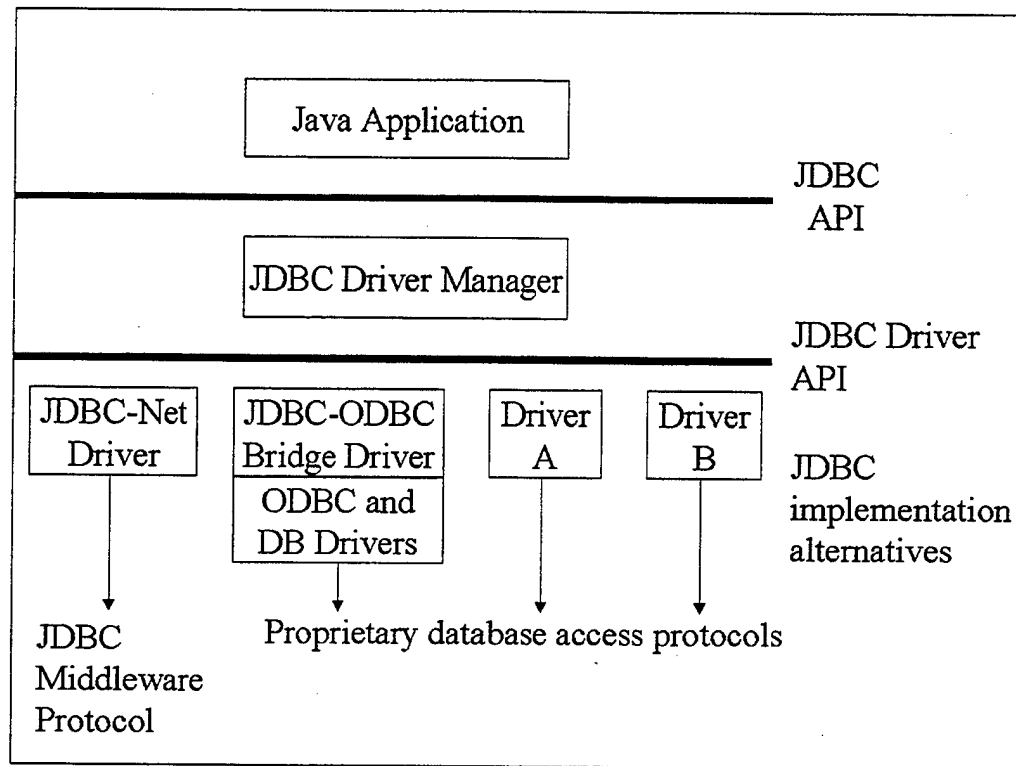 Java Application
JDBC
API
JDBC Driver Manager
JDBC Driver
API
JDBC-Net
Driver
JDBC-ODBC
Bridge Driver
ODBC and
DB Drivers
Driver
A
Driver
B
JDBC
implementation
alternatives
JDBC
Middleware
Protocol
Proprietary database access protocols